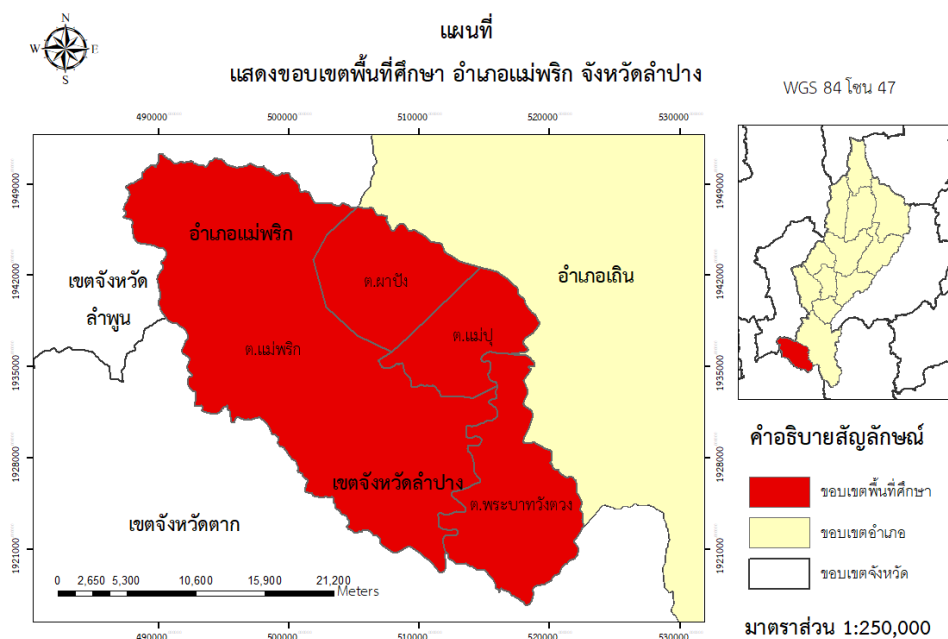 แผนที่
แสดงขอบเขตพื้นที่ศึกษา อำเภอแม่พริก จังหวัดลำปาง
N
W E
S
WGS 84 โซน 47
490000 500000 510000 520000 530000
1949000 1949000
อำเภอแม่พริก
เขตจังหวัด
ลำพูน
ต.ผาปัง
อำเภอเถิน
1942000 1942000
ต.แม่พริก
ต.แม่ปุ
1935000 1935000
คำอธิบายสัญลักษณ์
1928000 1928000
เขตจังหวัดลำปาง
ต.พระบาทวังตวง
ขอบเขตพื้นที่ศึกษา
เขตจังหวัดตาก
ขอบเขตอำเภอ
1921000 1921000
ขอบเขตจังหวัด
0 2,650 5,300 10,600 15,900 21,200
Meters
มาตราส่วน 1:250,000
490000 500000 510000 520000 530000